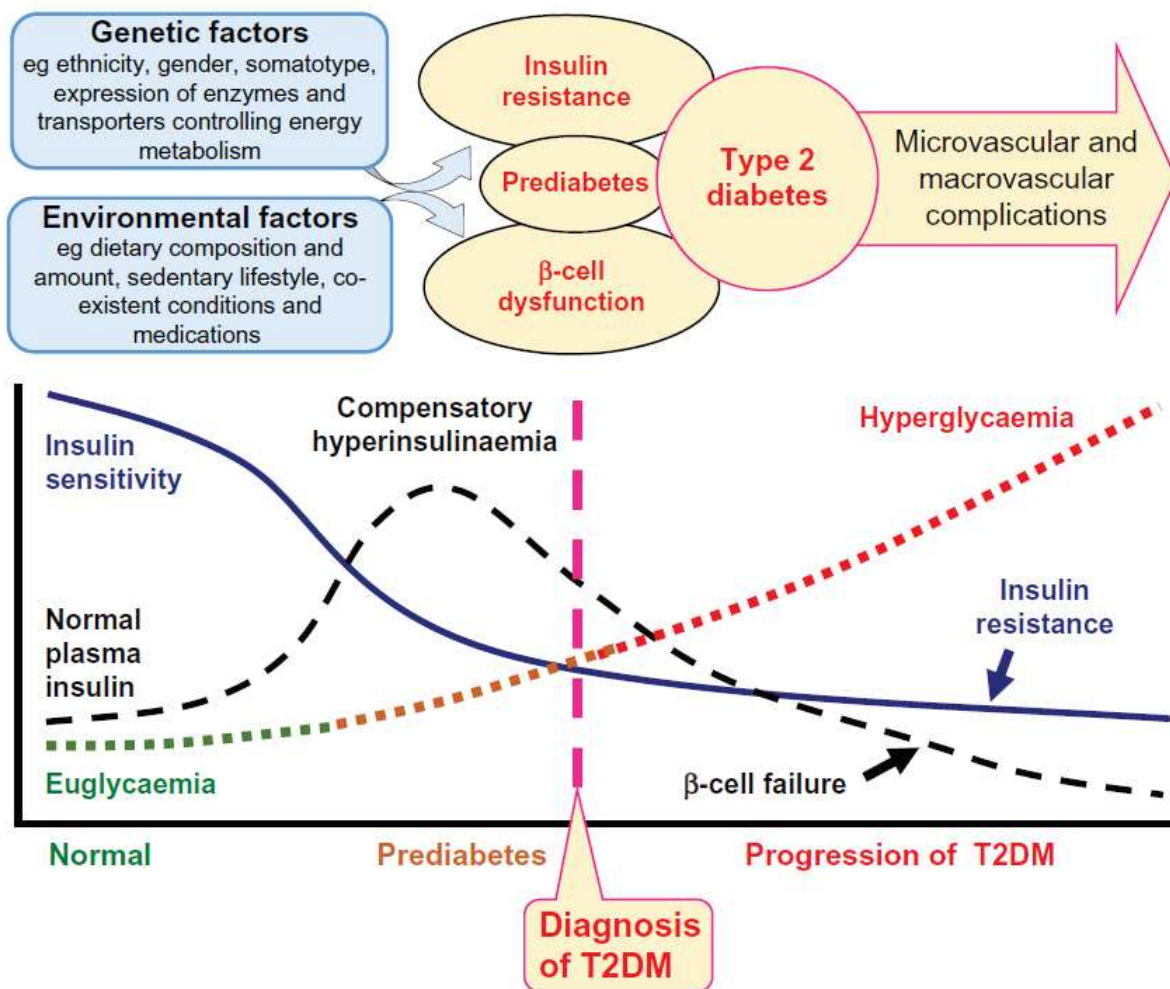 Genetic factors
eg ethnicity, gender, somatotype,
expression of enzymes and
transporters controlling energy
metabolism
Environmental factors
eg dietary composition and
amount, sedentary lifestyle, co-
existent conditions and
medications
Insulin
resistance
Prediabetes
β-cell
dysfunction
Type 2
diabetes
Microvascular and
macrovascular
complications
Insulin
sensitivity
Compensatory
hyperinsulinaemia
Hyperglycaemia
Normal
plasma
insulin
Insulin
resistance
Euglycaemia
β-cell failure
Normal
Prediabetes
Progression of T2DM
Diagnosis
of T2DM